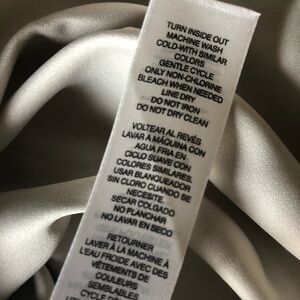 TURN INSIDE OUT
MACHINE WASH
COLD-WITH SIMILAR
COLORS
GENTLE CYCLE
ONLY NON-CHLORINE
BLEACH WHEN NEEDED
LINE DRY
DO NOT IRON
DO NOT DRY CLEAN
VOLTEAR AL REVÉS
LAVAR A MÁQUINA CON
AGUA FRIA EN
CICLO SUAVE CON
COLORES SIMILARES.
USAR BLANQUEADOR
SIN CLORO CUANDO SE
NECESITE.
SECAR COLGADO
NO PLANCHAR
NO LAVAR EN SECO
RETOURNER
LAVER À LA MACHINE À
L'EAU FROIDE AVEC DES
VÊTEMENTS DE
COULEURS
SEMBLABLES
CYCLE